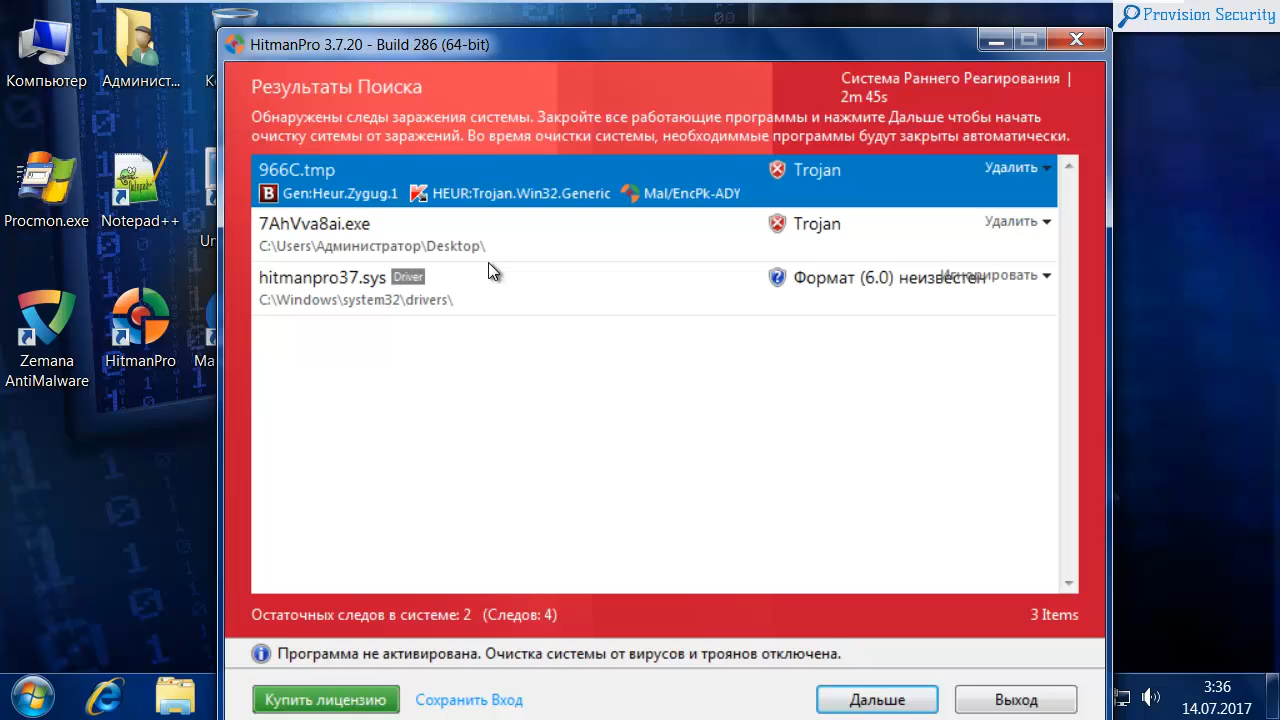 Provision Security
Компьютер
Админист...
HitmanPro 3.7.20 - Build 286 (64-bit)
Результаты Поиска
Система Раннего Реагирования |
2m 45s
Обнаружены следы заражения системы. Закройте все работающие программы и нажмите Дальше чтобы начать
очистку ситемы от заражений. Во время очистки системы, необходиммые программы будут закрыты автоматически.
966C.tmp
Trojan
Удалить
B Gen:Heur.Zygug.1 HEUR:Trojan.Win32.Generic Mal/EncPk-ADY
7AhVva8ai.exe
Trojan
Удалить
C:\Users\Администратор\Desktop\
hitmanpro37.sys Driver
Формат (6.0) неизвестен
Игнорировать
C:\Windows\system32\drivers\
Procmon.exe
Notepad++
Zemana
AntiMalware
HitmanPro
Ma
Остаточных следов в системе: 2 (Следов: 4)
3 Items
Программа не активирована. Очистка системы от вирусов и троянов отключена.
Купить лицензию
Сохранить Вход
Дальше
Выход
3:36
14.07.2017